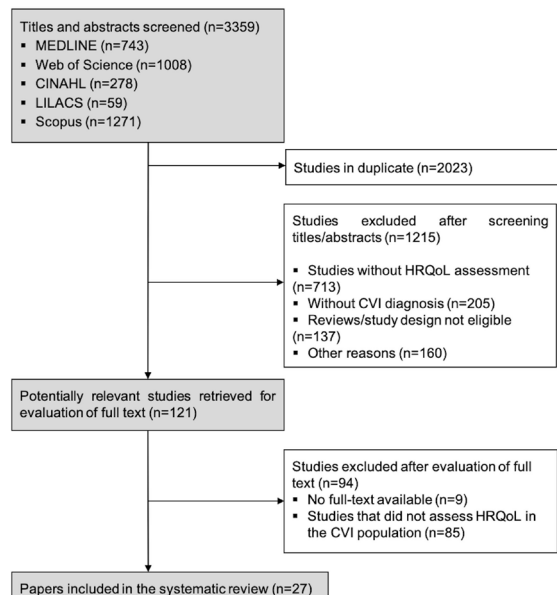 Titles and abstracts screened (n=3359)
▪ MEDLINE (n=743)
▪ Web of Science (n=1008)
▪ CINAHL (n=278)
▪ LILACS (n=59)
▪ Scopus (n=1271)
Studies in duplicate (n=2023)
Studies excluded after screening
titles/abstracts (n=1215)
▪ Studies without HRQoL assessment
(n=713)
▪ Without CVI diagnosis (n=205)
▪ Reviews/study design not eligible
(n=137)
▪ Other reasons (n=160)
Potentially relevant studies retrieved for
evaluation of full text (n=121)
Studies excluded after evaluation of full
text (n=94)
▪ No full-text available (n=9)
▪ Studies that did not assess HRQoL in
the CVI population (n=85)
Papers included in the systematic review (n=27)